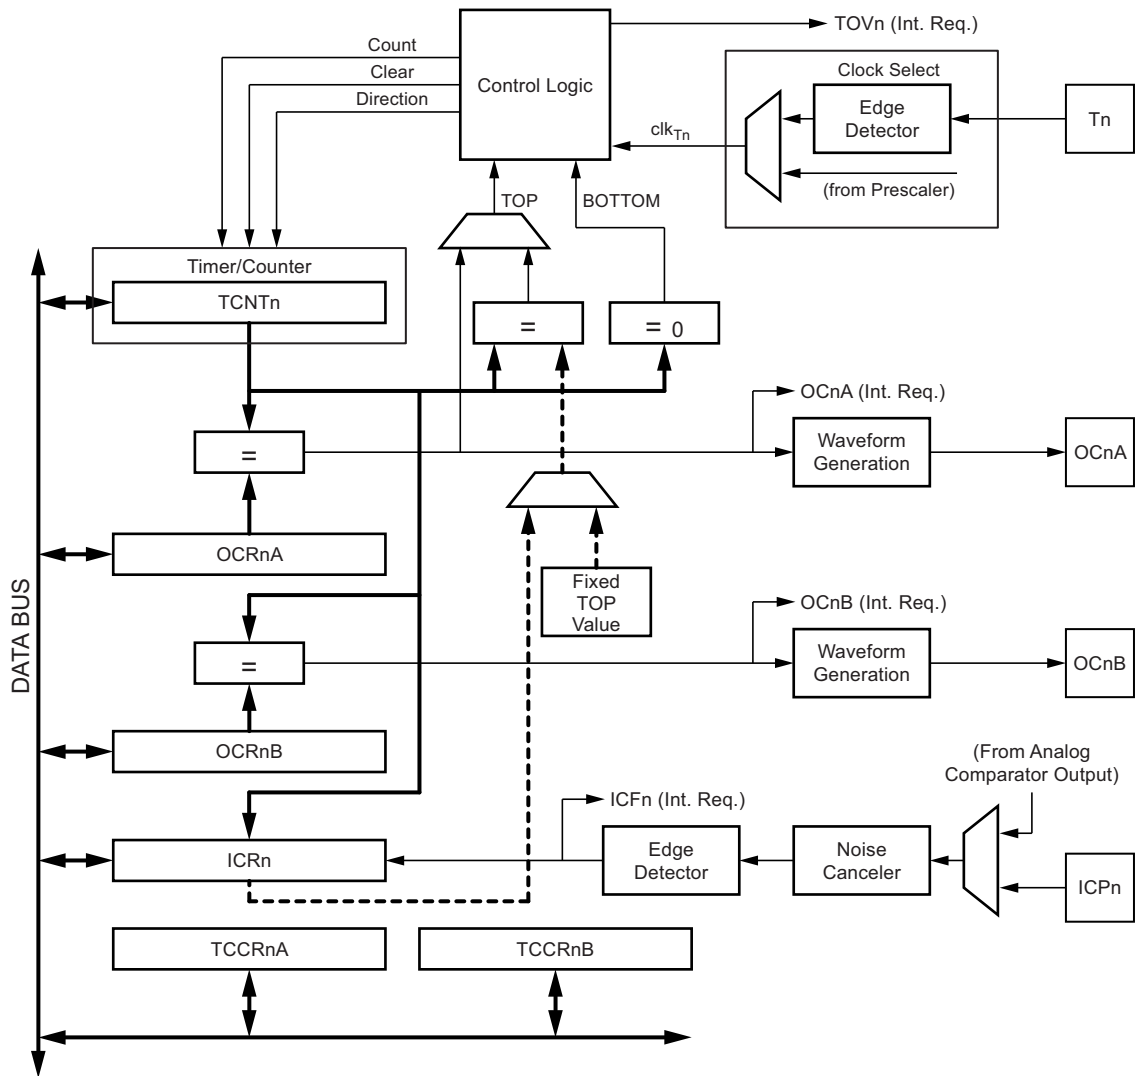 TOVn (Int. Req.)
Count
Clear
Direction
Control Logic
Clock Select
Edge
Detector
Tn
clkTn
(from Prescaler)
TOP
BOTTOM
Timer/Counter
TCNTn
=
= 0
OCnA (Int. Req.)
=
Waveform
Generation
OCnA
OCRnA
Fixed
TOP
Value
DATA BUS
OCnB (Int. Req.)
=
Waveform
Generation
OCnB
OCRnB
(From Analog
Comparator Output)
ICFn (Int. Req.)
ICRn
Edge
Detector
Noise
Canceler
ICPn
TCCRnA
TCCRnB